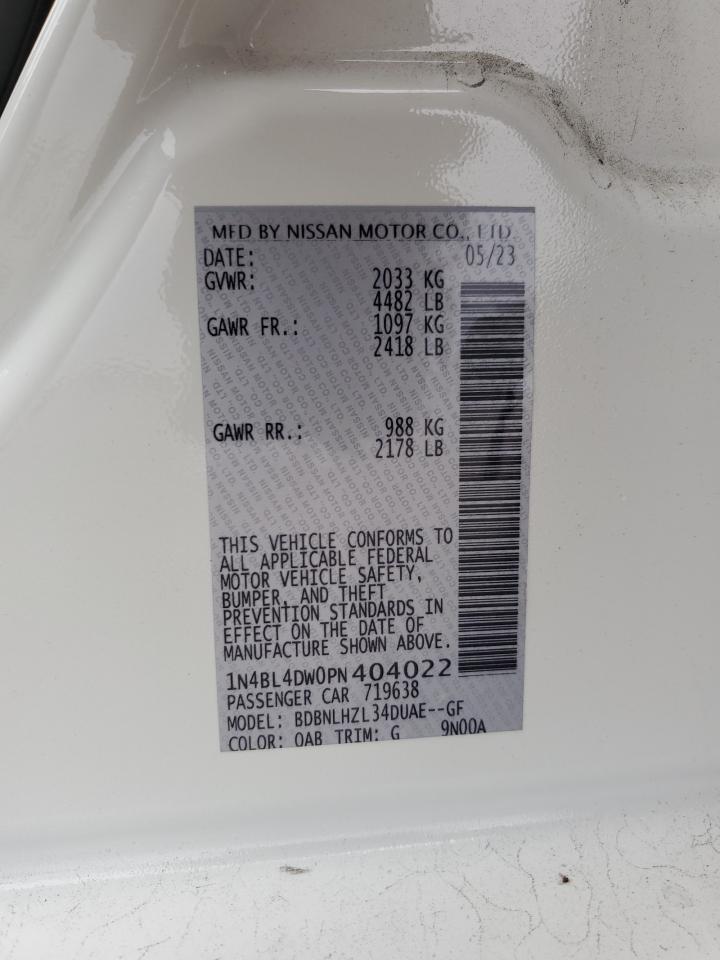 MFD BY NISSAN MOTOR CO., LTD.
DATE: 05/23
GVWR: 2033 KG
4482 LB
GAWR FR.: 1097 KG
2418 LB
GAWR RR.: 988 KG
2178 LB
THIS VEHICLE CONFORMS TO
ALL APPLICABLE FEDERAL
MOTOR VEHICLE SAFETY,
BUMPER, AND THEFT
PREVENTION STANDARDS IN
EFFECT ON THE DATE OF
MANUFACTURE SHOWN ABOVE.
1N4BL4DW0PN404022
PASSENGER CAR 719638
MODEL: BDBNLHZL34DUAE--GF
COLOR: QAB TRIM: G 9N00A